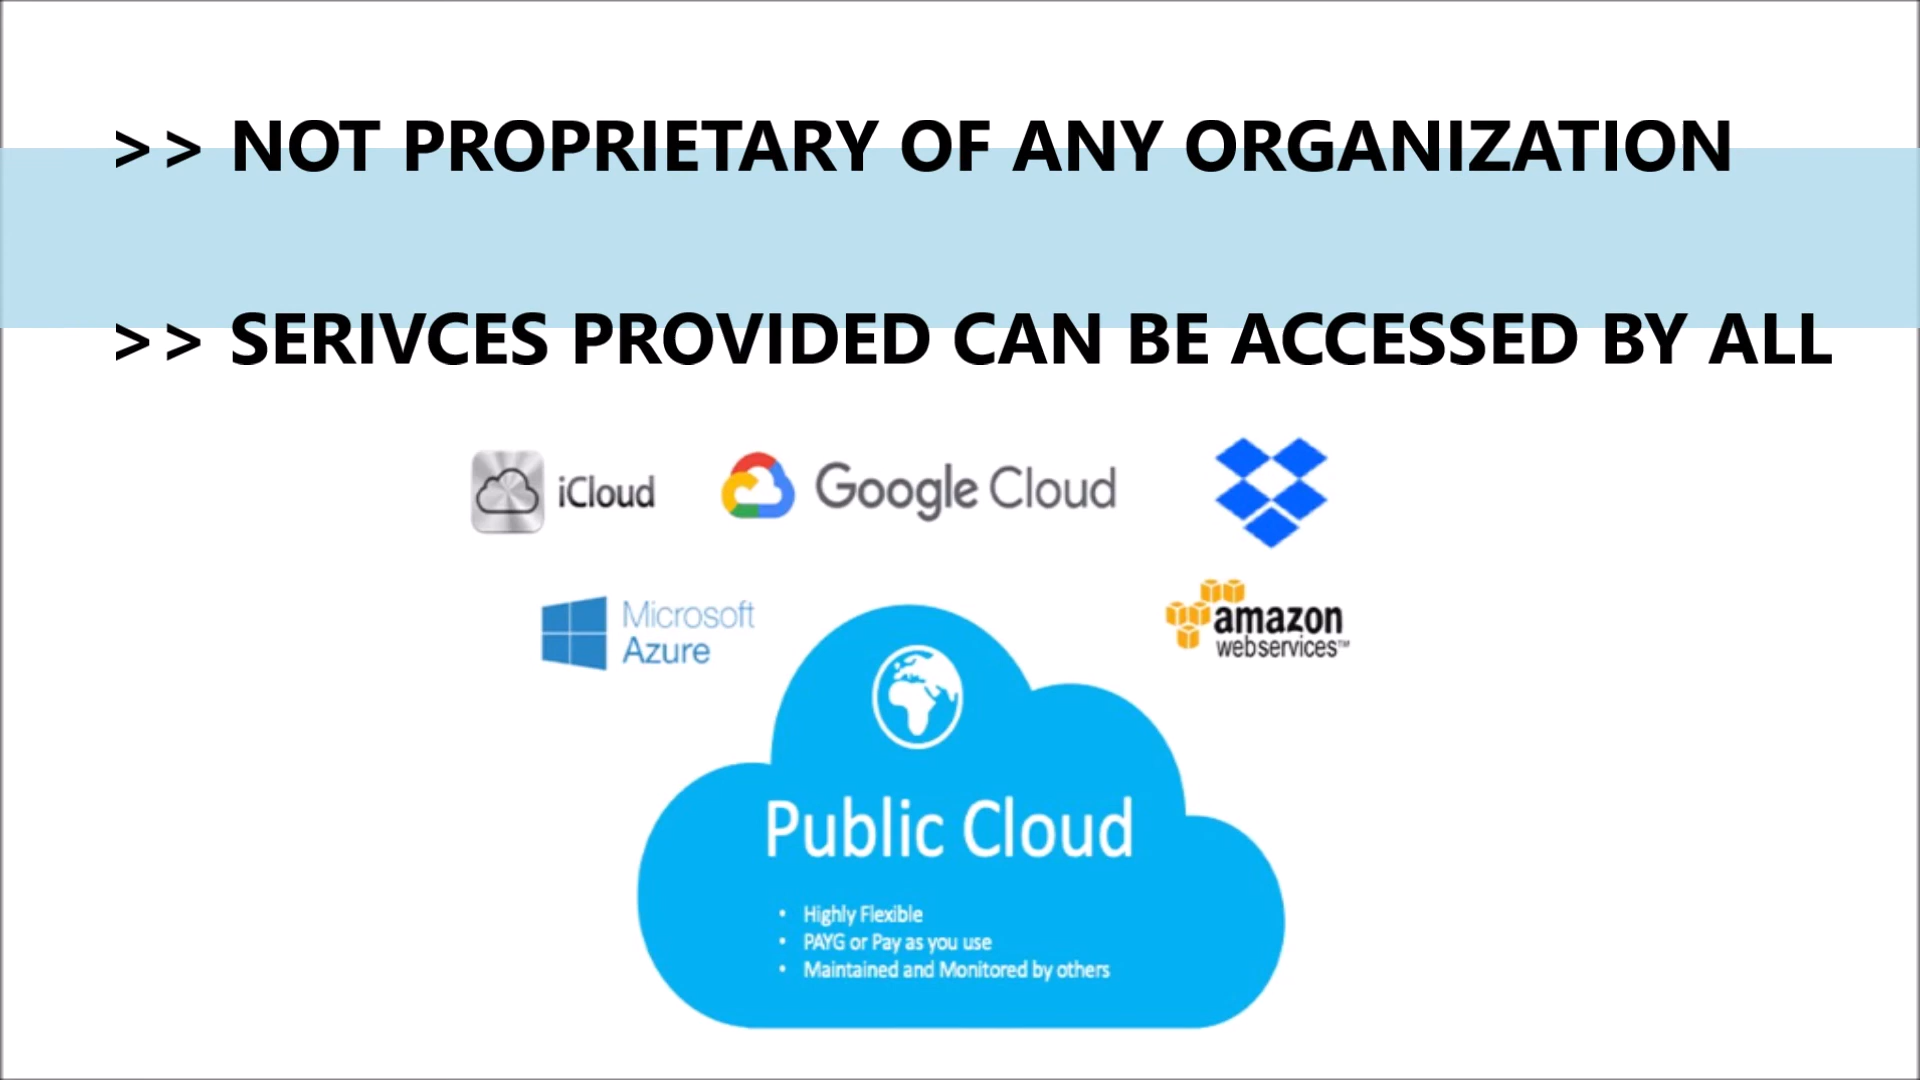 >> NOT PROPRIETARY OF ANY ORGANIZATION
>> SERIVCES PROVIDED CAN BE ACCESSED BY ALL
iCloud
Google Cloud
Microsoft
Azure
amazon
webservices™
Public Cloud
• Highly Flexible
• PAYG or Pay as you use
• Maintained and Monitored by others